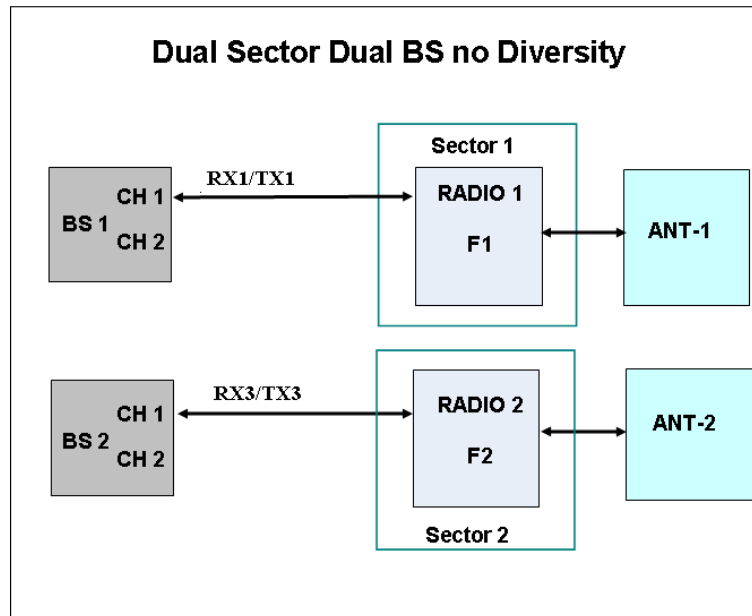 Dual Sector Dual BS no Diversity
Sector 1
RX1/TX1
CH 1
BS 1
CH 2
RADIO 1
F1
ANT-1
RX3/TX3
CH 1
BS 2
CH 2
RADIO 2
F2
ANT-2
Sector 2